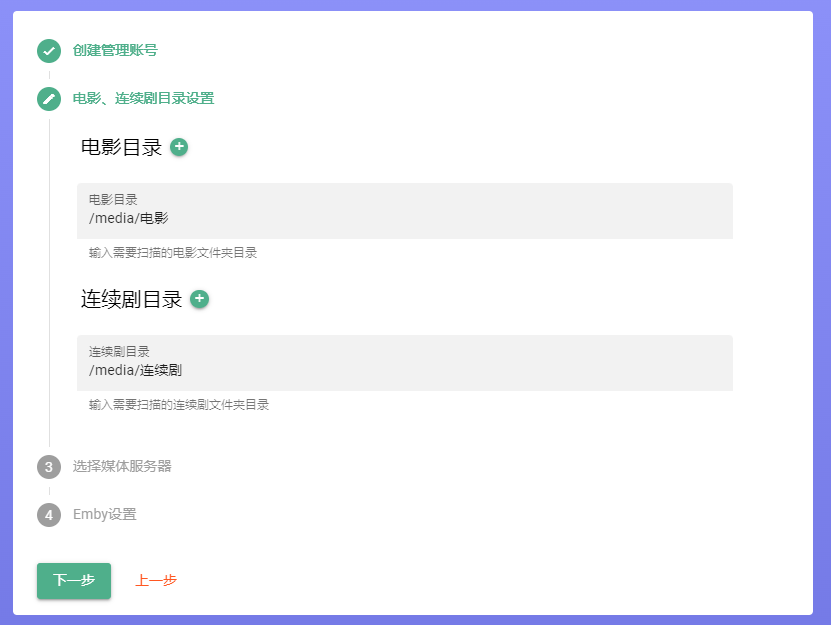 创建管理账号
电影、连续剧目录设置
电影目录
电影目录
/media/电影
输入需要扫描的电影文件夹目录
连续剧目录
连续剧目录
/media/连续剧
输入需要扫描的连续剧文件夹目录
3 选择媒体服务器
4 Emby设置
下一步 上一步